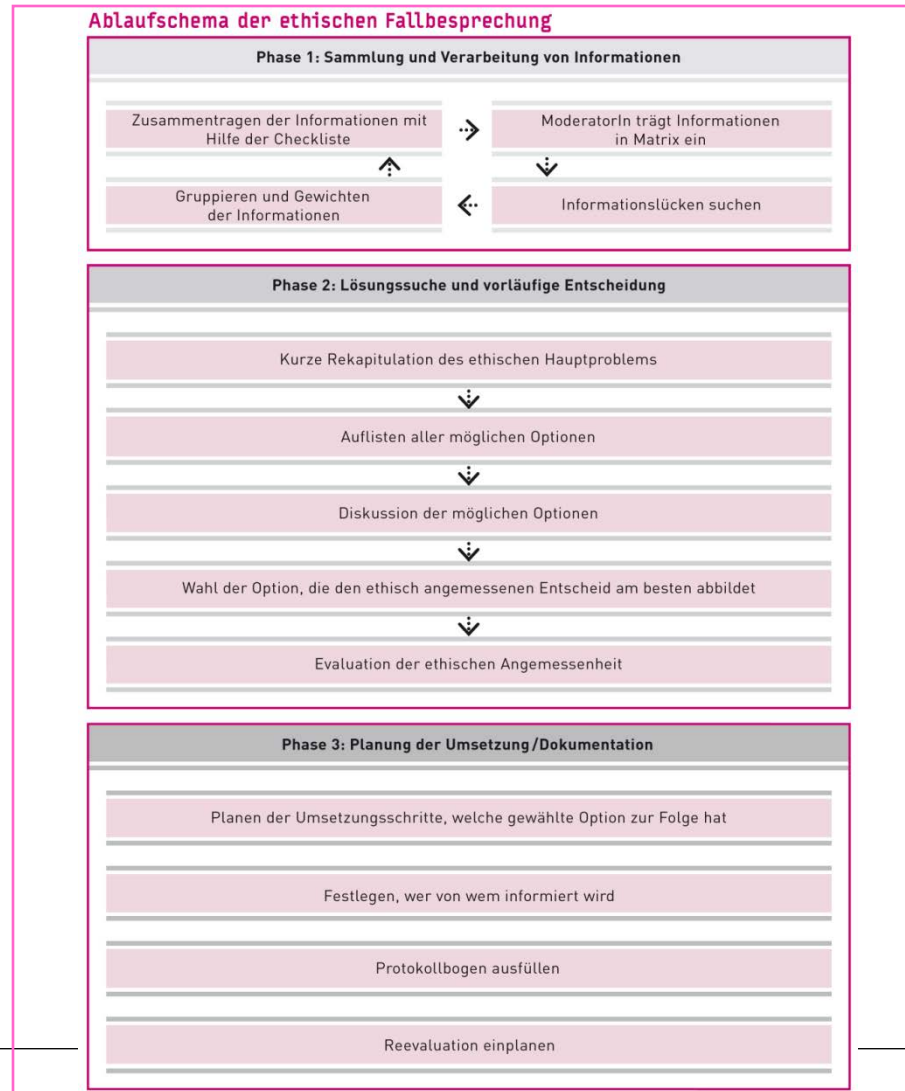 Ablaufschema der ethischen Fallbesprechung
Phase 1: Sammlung und Verarbeitung von Informationen
Zusammentragen der Informationen mit
Hilfe der Checkliste
ModeratorIn trägt Informationen
in Matrix ein
Gruppieren und Gewichten
der Informationen
Informationslücken suchen
Phase 2: Lösungssuche und vorläufige Entscheidung
Kurze Rekapitulation des ethischen Hauptproblems
Auflisten aller möglichen Optionen
Diskussion der möglichen Optionen
Wahl der Option, die den ethisch angemessenen Entscheid am besten abbildet
Evaluation der ethischen Angemessenheit
Phase 3: Planung der Umsetzung/Dokumentation
Planen der Umsetzungsschritte, welche gewählte Option zur Folge hat
Festlegen, wer von wem informiert wird
Protokollbogen ausfüllen
Reevaluation einplanen